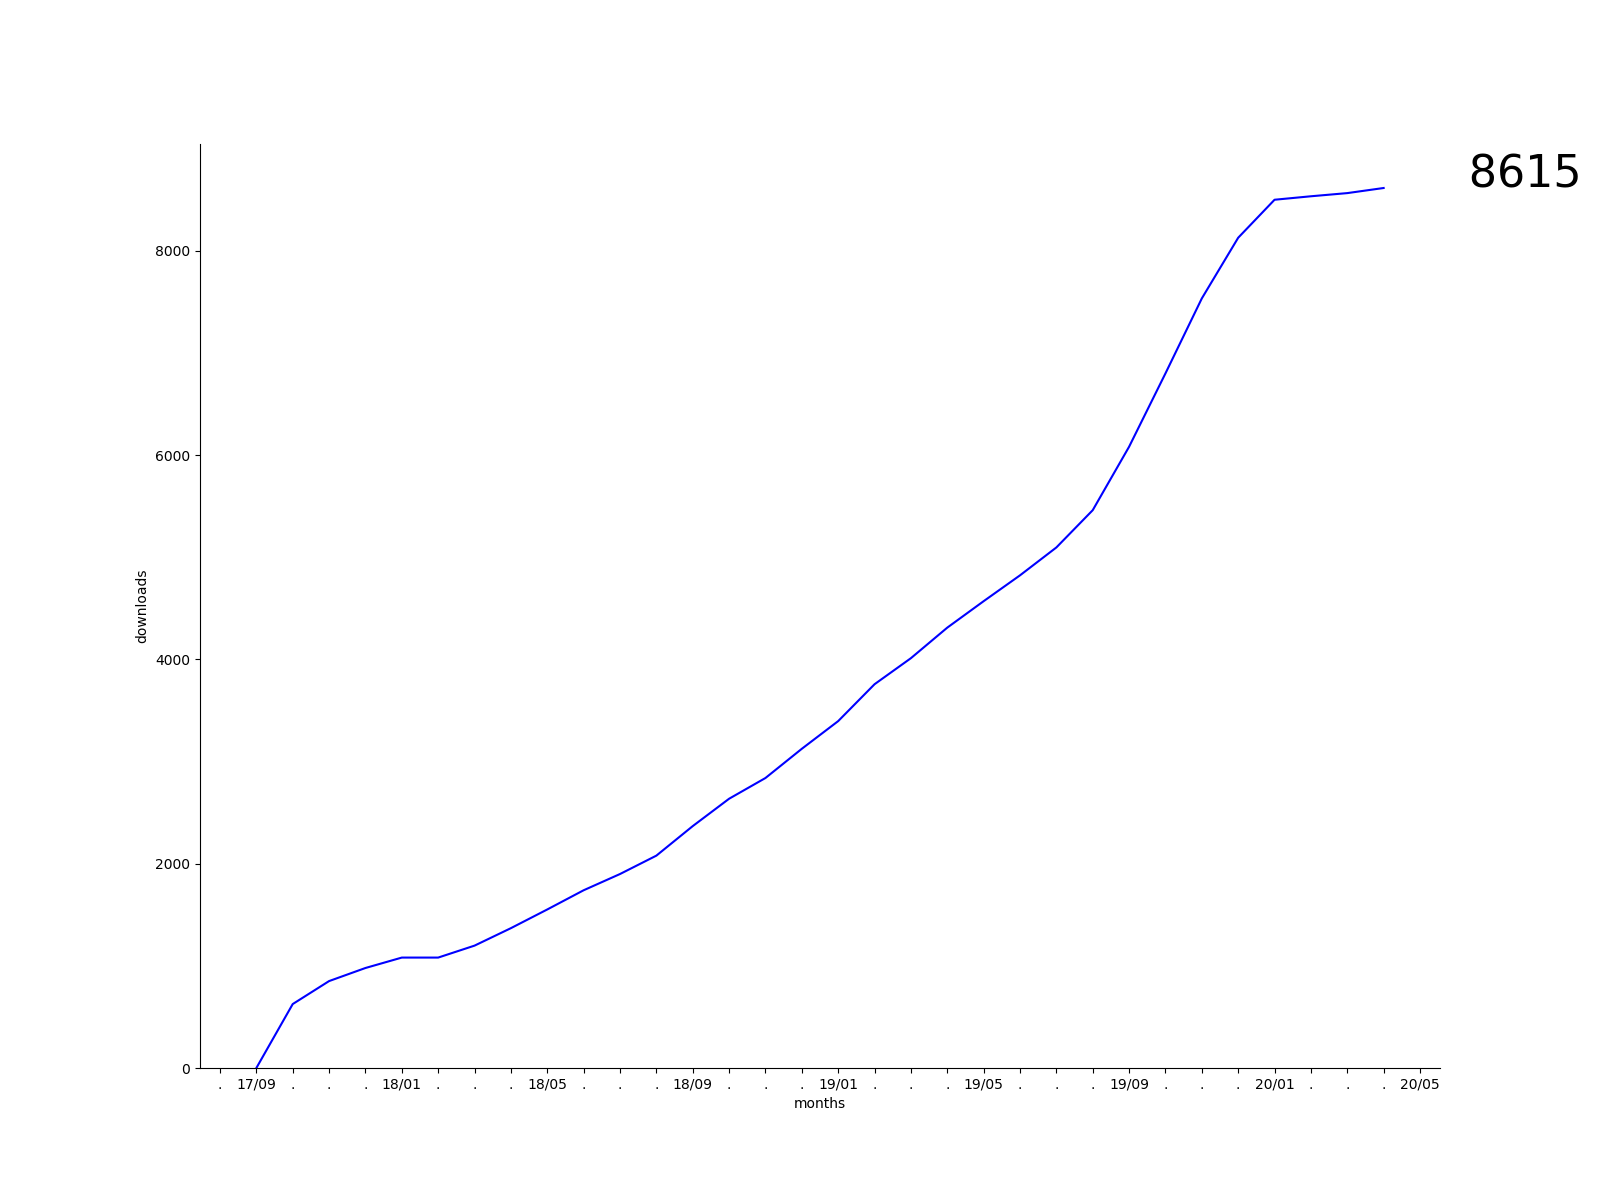 8615
8000
6000
4000
2000
0
downloads
. 17/09 . . . 18/01 . . . 18/05 . . . 18/09 . . . 19/01 . . . 19/05 . . . 19/09 . . . 20/01 . . . 20/05
months